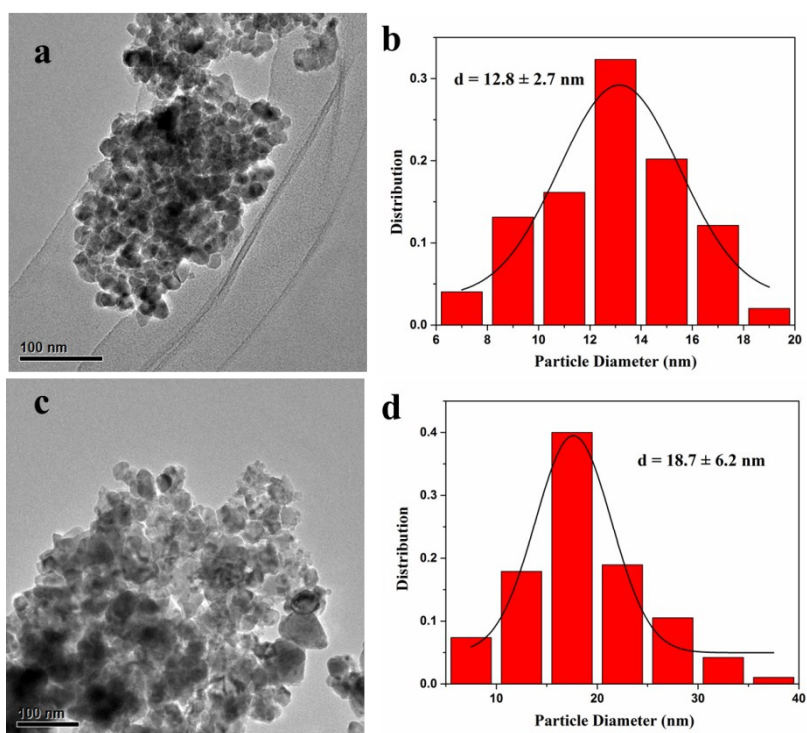 a
100 nm
b
d = 12.8 ± 2.7 nm
Distribution
0.3
0.2
0.1
0.0
6 8 10 12 14 16 18 20
Particle Diameter (nm)
c
100 nm
d
d = 18.7 ± 6.2 nm
Distribution
0.4
0.3
0.2
0.1
0.0
10 20 30 40
Particle Diameter (nm)